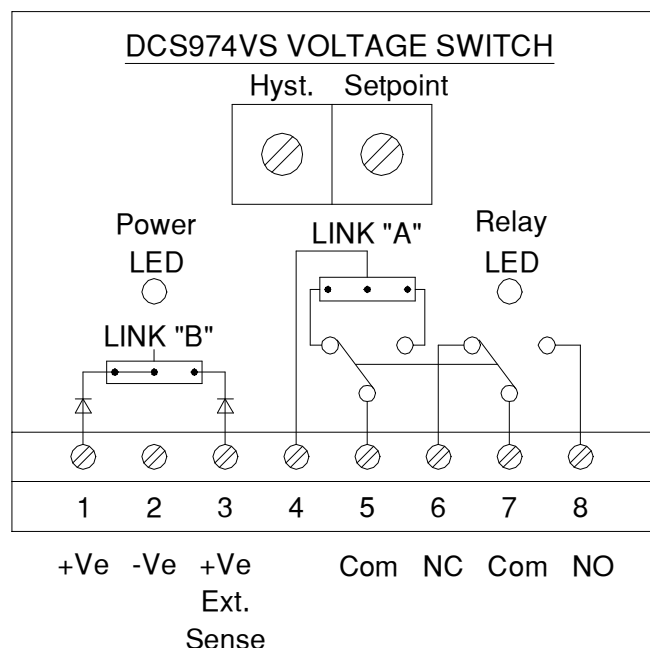 DCS974VS VOLTAGE SWITCH
Hyst. Setpoint
Power LED
LINK "A"
Relay LED
LINK "B"
1 2 3 4 5 6 7 8
+Ve -Ve +Ve Ext. Sense Com NC Com NO